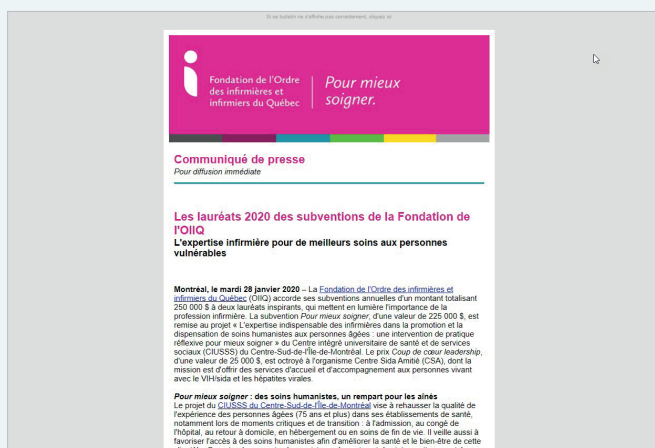 Si ce bulletin ne s'affiche pas correctement, cliquez ici
Fondation de l'Ordre
des infirmières et
infirmiers du Québec
Pour mieux
soigner.
Communiqué de presse
Pour diffusion immédiate
Les lauréats 2020 des subventions de la Fondation de
l'OIIQ
L'expertise infirmière pour de meilleurs soins aux personnes
vulnérables
Montréal, le mardi 28 janvier 2020 – La Fondation de l'Ordre des infirmières et
infirmiers du Québec (OIIQ) accorde ses subventions annuelles d'un montant totalisant
250 000 $ à deux lauréats inspirants, qui mettent en lumière l'importance de la
profession infirmière. La subvention Pour mieux soigner, d'une valeur de 225 000 $, est
remise au projet « L'expertise indispensable des infirmières dans la promotion et la
dispensation de soins humanistes aux personnes âgées : une intervention de pratique
réflexive pour mieux soigner » du Centre intégré universitaire de santé et de services
sociaux (CIUSSS) du Centre-Sud-de-l'Île-de-Montréal. Le prix Coup de cœur leadership,
d'une valeur de 25 000 $, est octroyé à l'organisme Centre Sida Amitié (CSA), dont la
mission est d'offrir des services d'accueil et d'accompagnement aux personnes vivant
avec le VIH/sida et les hépatites virales.
Pour mieux soigner : des soins humanistes, un rempart pour les aînés
Le projet du CIUSSS du Centre-Sud-de-l'Île-de-Montréal vise à rehausser la qualité de
l'expérience des personnes âgées (75 ans et plus) dans ses établissements de santé,
notamment lors de moments critiques et de transition : à l'admission, au congé de
l'hôpital, au retour à domicile, en hébergement ou en soins de fin de vie. Il veille aussi à
favoriser l'accès à des soins humanistes afin d'améliorer la santé et le bien-être de cette